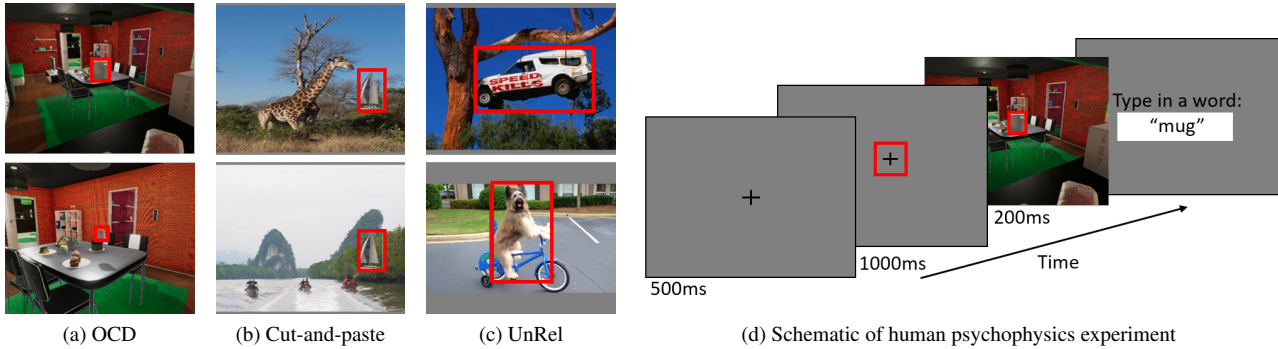 SPEED
KILLS
Type in a word:
“mug”
200ms
1000ms
500ms
Time
(a) OCD
(b) Cut-and-paste
(c) UnRel
(d) Schematic of human psychophysics experiment